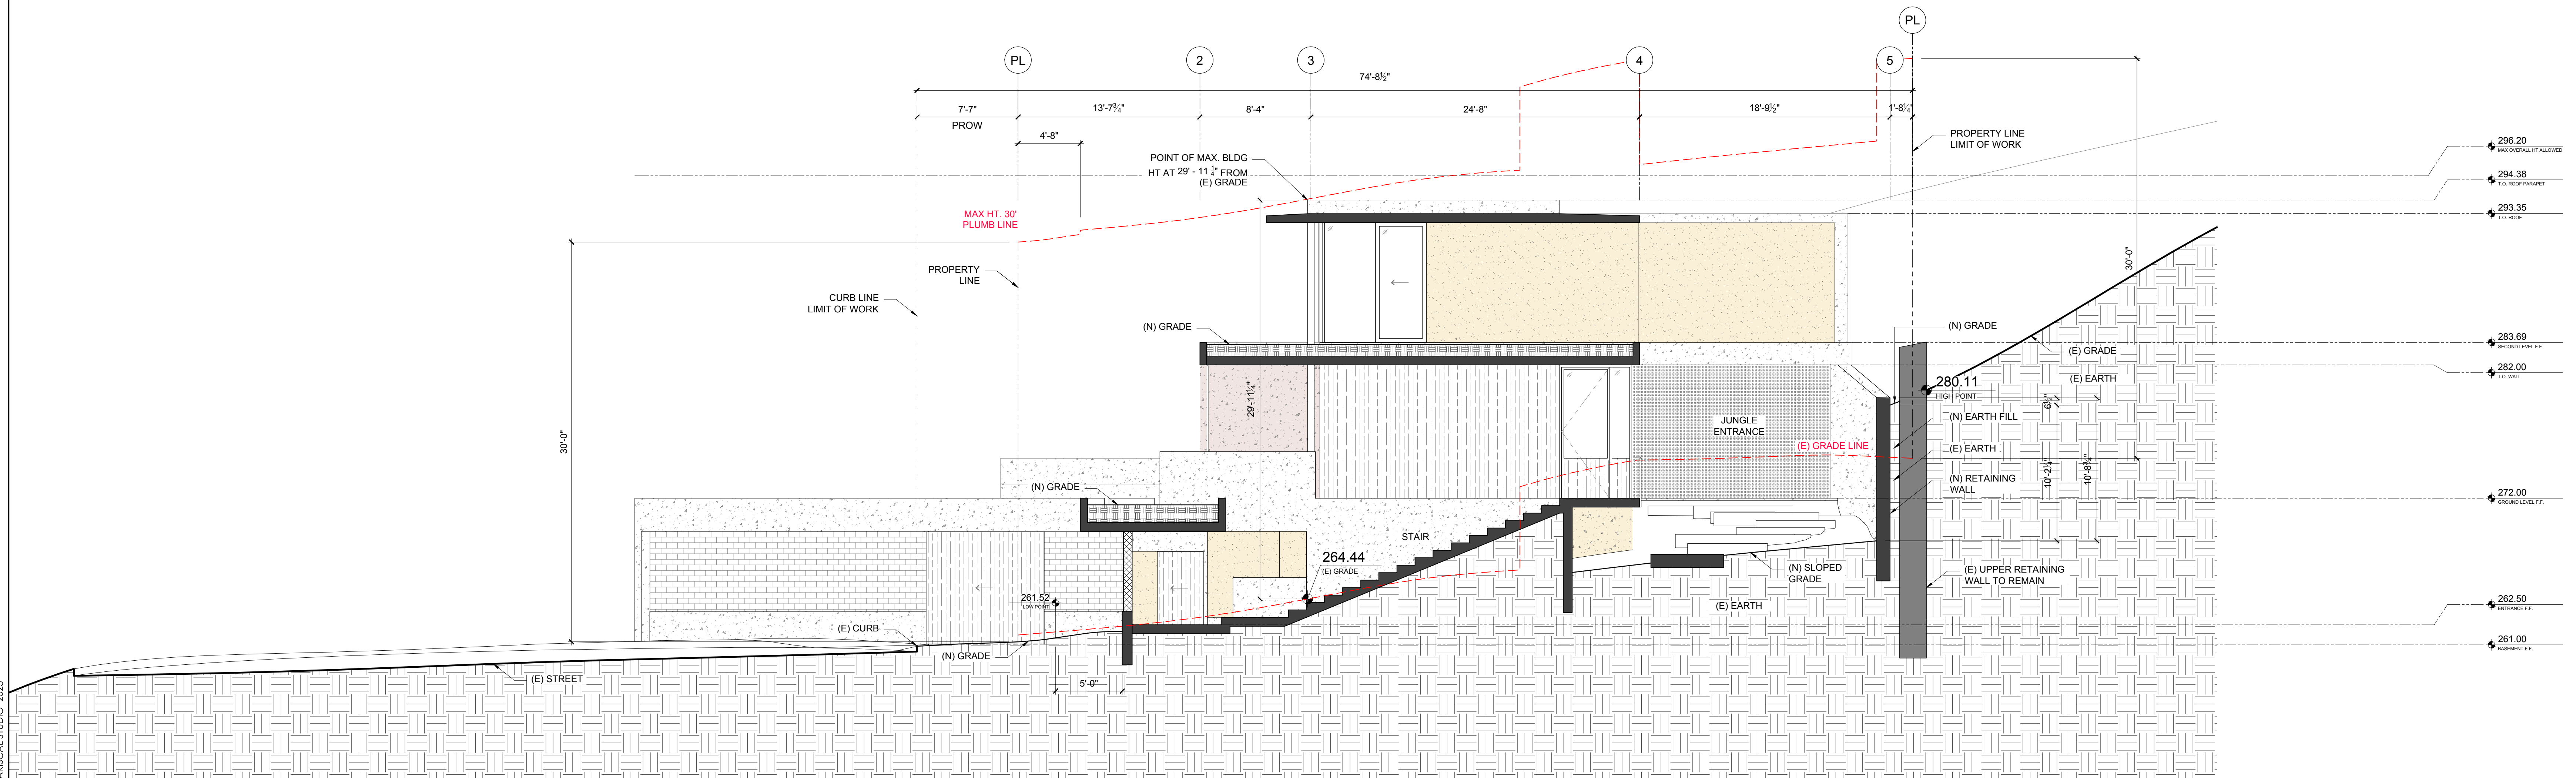 PL
PL
2
3
4
5
74'-8½"
7'-7"
13'-7¾"
8'-4"
24'-8"
18'-9½"
1'-8¼"
PROW
4'-8"
POINT OF MAX. BLDG
HT AT 29' - 11 ¼" FROM
(E) GRADE
PROPERTY LINE
LIMIT OF WORK
296.20
MAX OVERALL HT ALLOWED
294.38
T.O. ROOF PARAPET
293.35
T.O. ROOF
MAX HT. 30'
PLUMB LINE
PROPERTY
LINE
CURB LINE
LIMIT OF WORK
30'-0"
(N) GRADE
(N) GRADE
(E) GRADE
283.69
SECOND LEVEL F.F.
282.00
T.O. WALL
(E) EARTH
280.11
HIGH POINT
29'-11¼"
6½"
JUNGLE
ENTRANCE
(N) EARTH FILL
30'-0"
(E) GRADE LINE
(E) EARTH
10'-2¼"
10'-8¾"
(N) RETAINING
WALL
(N) GRADE
272.00
GROUND LEVEL F.F.
STAIR
264.44
(E) GRADE
(N) SLOPED
GRADE
(E) UPPER RETAINING
WALL TO REMAIN
261.52
LOW POINT
(E) EARTH
262.50
ENTRANCE F.F.
(E) CURB
261.00
BASEMENT F.F.
(N) GRADE
(E) STREET
5'-0"
STUDIO 2023